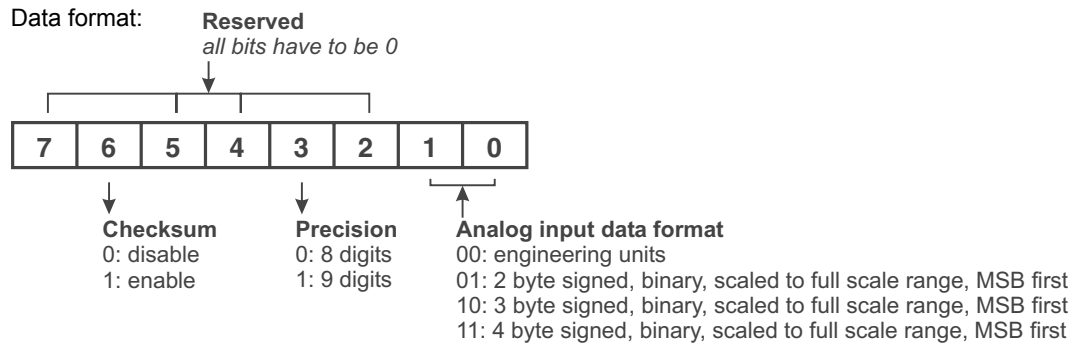 Data format:
Reserved
all bits have to be 0
7 6 5 4 3 2 1 0
Checksum
0: disable
1: enable
Precision
0: 8 digits
1: 9 digits
Analog input data format
00: engineering units
01: 2 byte signed, binary, scaled to full scale range, MSB first
10: 3 byte signed, binary, scaled to full scale range, MSB first
11: 4 byte signed, binary, scaled to full scale range, MSB first